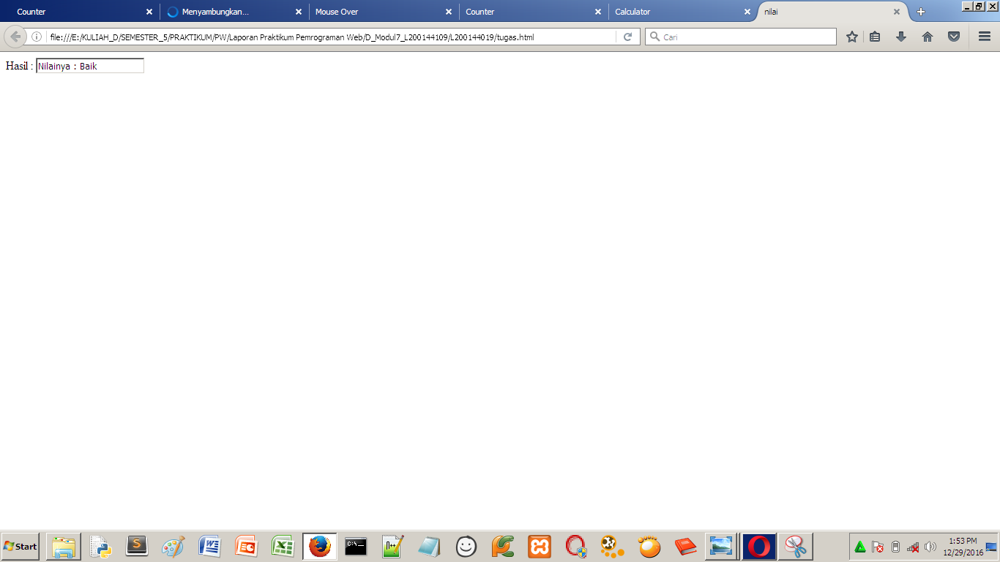 Counter
Menyambungkan...
Mouse Over
Counter
Calculator
nilai
file:///E:/KULIAH_D/SEMESTER_5/PRAKTIKUM/PW/Laporan Praktikum Pemrograman Web/D_Modul7_L200144109/L200144019/tugas.html
Cari
Hasil : Nilainya : Baik
Start
1:53 PM
12/29/2016